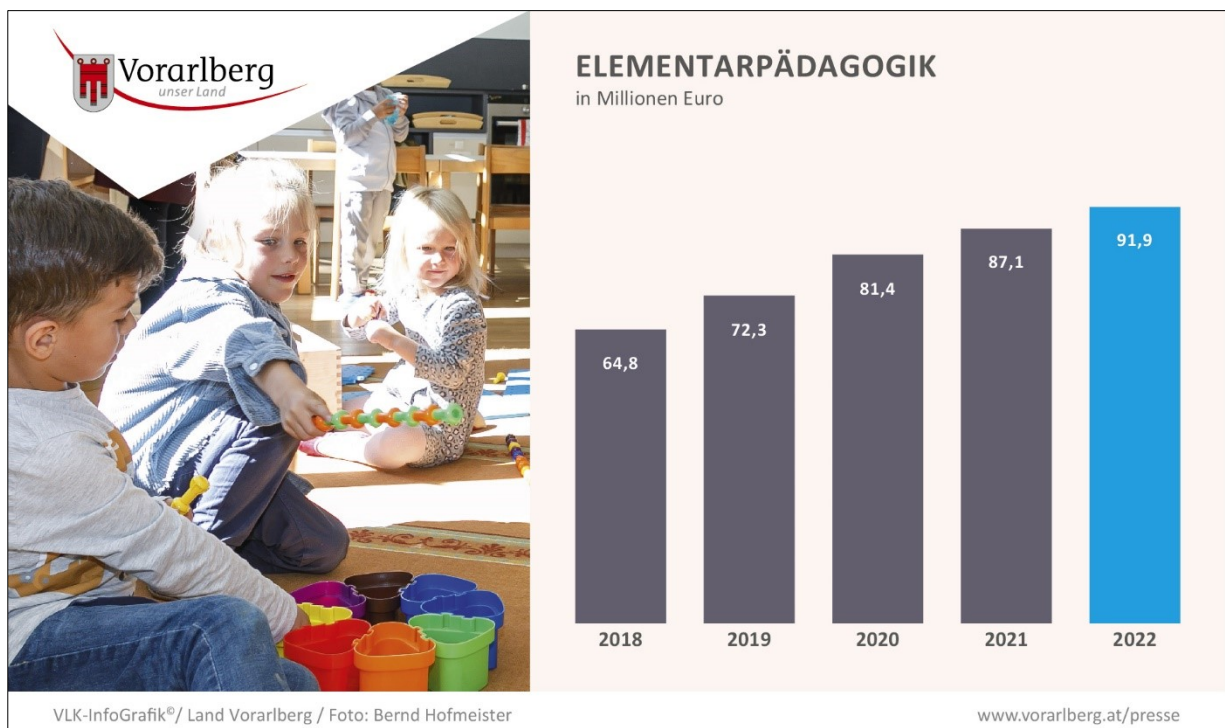 Vorarlberg
unser Land
ELEMENTARPÄDAGOGIK
in Millionen Euro
64,8
72,3
81,4
87,1
91,9
2018
2019
2020
2021
2022
VLK-InfoGrafik©/ Land Vorarlberg / Foto: Bernd Hofmeister
www.vorarlberg.at/presse